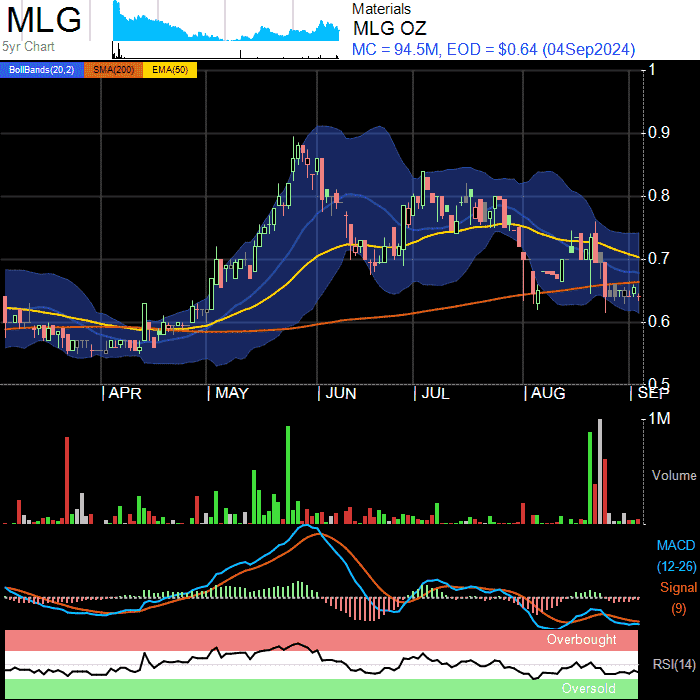 MLG
5yr Chart
Materials
MLG OZ
MC = 94.5M, EOD = $0.64 (04Sep2024)
BollBands(20,2) SMA(200) EMA(50)
1
0.9
0.8
0.7
0.6
0.5
APR MAY JUN JUL AUG SEP
1M
Volume
MACD
(12-26)
Signal
(9)
Overbought
RSI(14)
Oversold